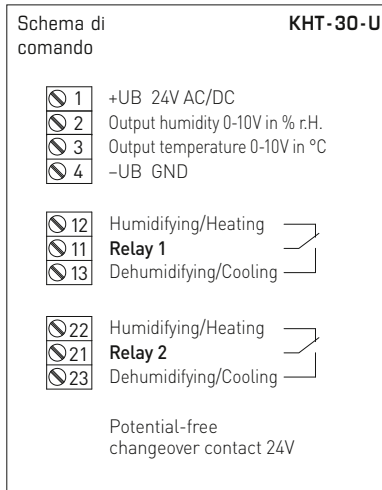 Schema di comando KHT-30-U
1 +UB 24V AC/DC
2 Output humidity 0-10V in % r.H.
3 Output temperature 0-10V in °C
4 –UB GND
12 Humidifying/Heating
11 Relay 1
13 Dehumidifying/Cooling
22 Humidifying/Heating
21 Relay 2
23 Dehumidifying/Cooling
Potential-free
changeover contact 24V